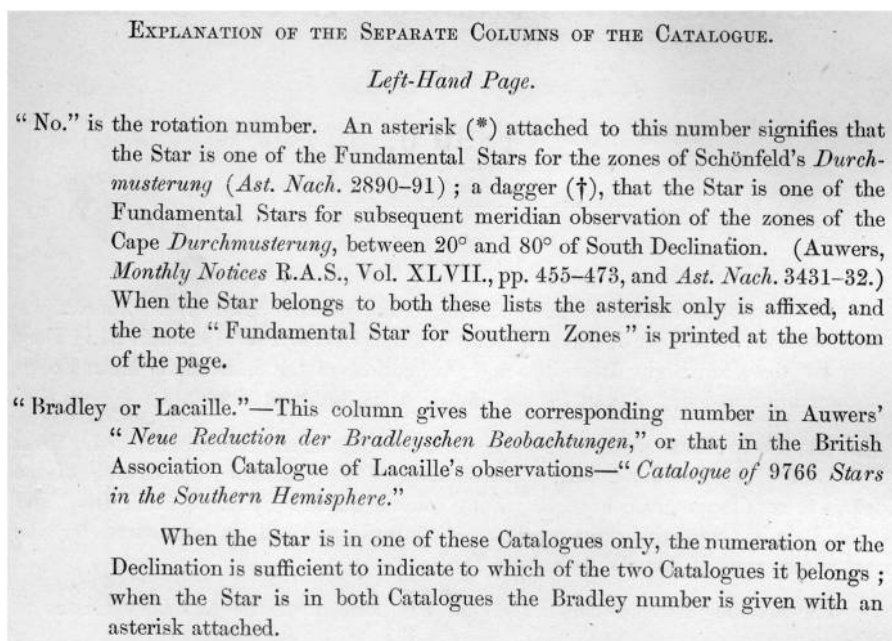 EXPLANATION OF THE SEPARATE COLUMNS OF THE CATALOGUE.
Left-Hand Page.
“ No.” is the rotation number. An asterisk (*) attached to this number signifies that
the Star is one of the Fundamental Stars for the zones of Schönfeld's Durch-
musterung (Ast. Nach. 2890–91) ; a dagger (†), that the Star is one of the
Fundamental Stars for subsequent meridian observation of the zones of the
Cape Durchmusterung, between 20° and 80° of South Declination. (Auwers,
Monthly Notices R.A.S., Vol. XLVII., pp. 455–473, and Ast. Nach. 3431–32.)
When the Star belongs to both these lists the asterisk only is affixed, and
the note “ Fundamental Star for Southern Zones ” is printed at the bottom
of the page.
“ Bradley or Lacaille.”—This column gives the corresponding number in Auwers'
“ Neue Reduction der Bradleyschen Beobachtungen,” or that in the British
Association Catalogue of Lacaille's observations—“ Catalogue of 9766 Stars
in the Southern Hemisphere.”
When the Star is in one of these Catalogues only, the numeration or the
Declination is sufficient to indicate to which of the two Catalogues it belongs ;
when the Star is in both Catalogues the Bradley number is given with an
asterisk attached.